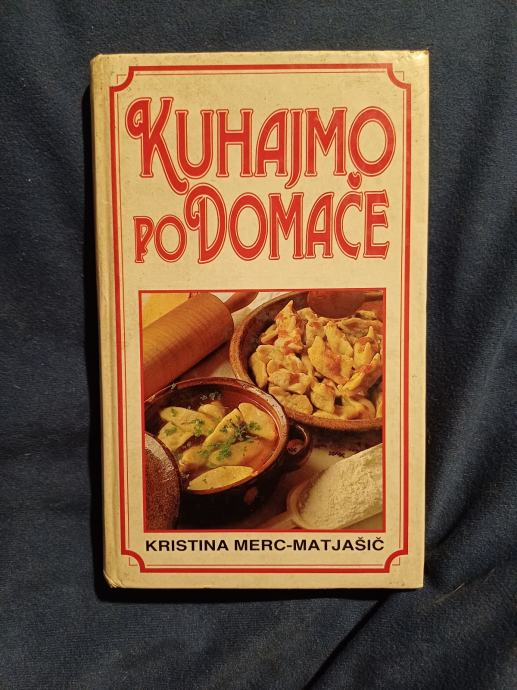 KUHAJMO
PO DOMAČE
KRISTINA MERC-MATJAŠIČ